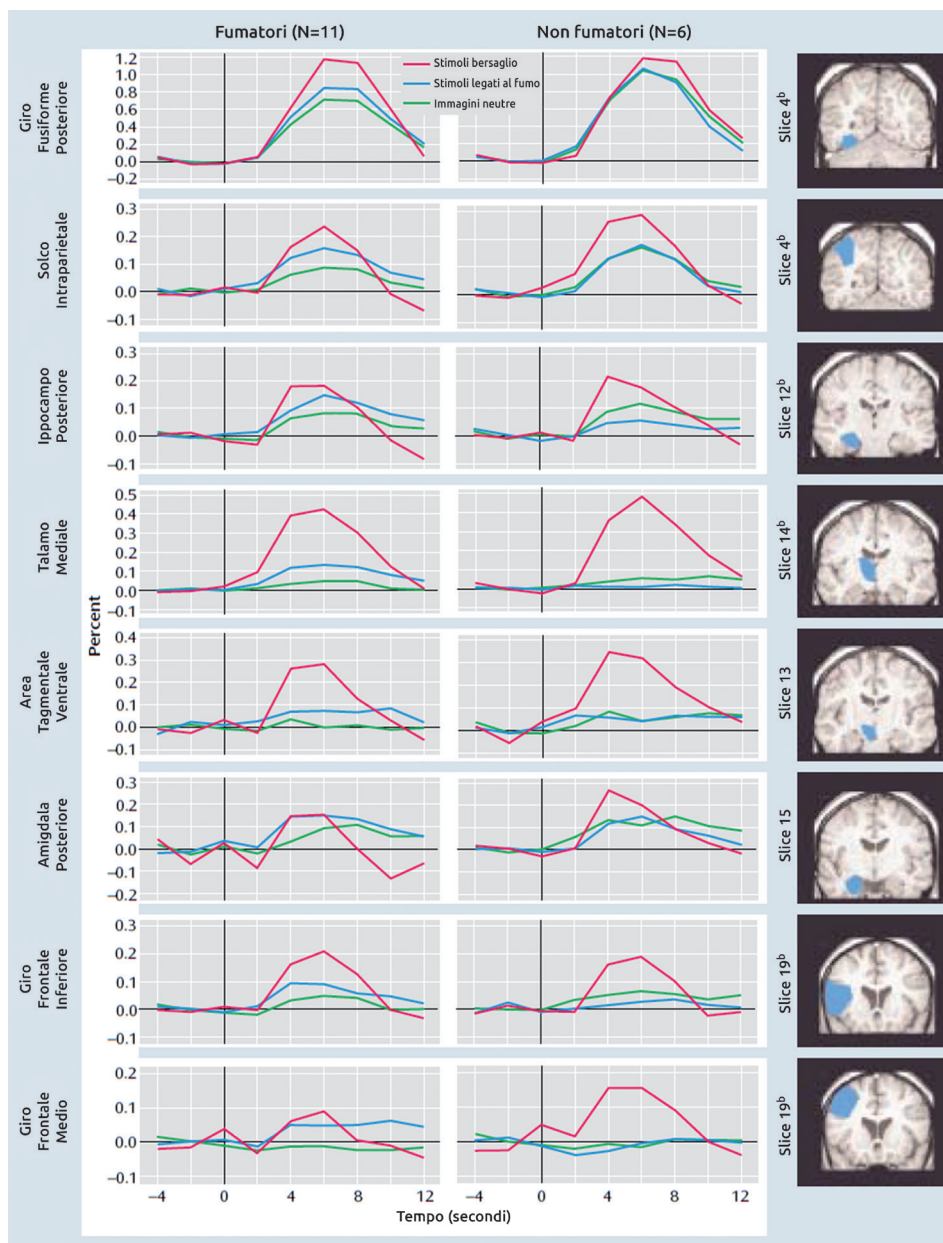 Fumatori (N=11)
Non fumatori (N=6)
Stimoli bersaglio
Stimoli legati al fumo
Immagini neutre
Giro
Fusiforme
Posteriore
1.2
1.0
0.8
0.6
0.4
0.2
0.0
–0.2
Slice 4b
Solco
Intraparietale
0.3
0.2
0.1
0.0
–0.1
Slice 4b
Ippocampo
Posteriore
0.3
0.2
0.1
0.0
–0.1
Slice 12b
Talamo
Mediale
0.5
0.4
0.3
0.2
0.1
0.0
–0.1
Slice 14b
Percent
Area
Tagmentale
Ventrale
0.4
0.3
0.2
0.1
0.0
–0.1
Slice 13
Amigdala
Posteriore
0.3
0.2
0.1
0.0
–0.1
–0.2
Slice 15
Giro
Frontale
Inferiore
0.3
0.2
0.1
0.0
–0.1
Slice 19b
Giro
Frontale
Medio
0.2
0.1
0.0
–0.1
Slice 19b
–4 0 4 8 12 –4 0 4 8 12
Tempo (secondi)